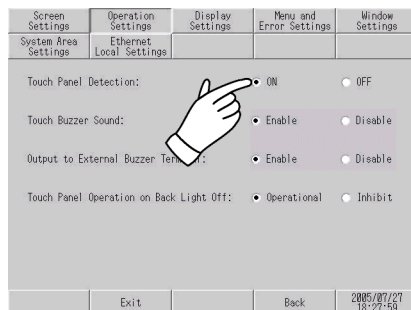 Screen Settings
Operation Settings
Display Settings
Menu and Error Settings
Window Settings
System Area Settings
Ethernet Local Settings
Touch Panel Detection: ON OFF
Touch Buzzer Sound: Enable Disable
Output to External Buzzer Enable Disable
Touch Panel Operation on Back Light Off: Operational Inhibit
Exit Back 2005/07/27
18:27:59